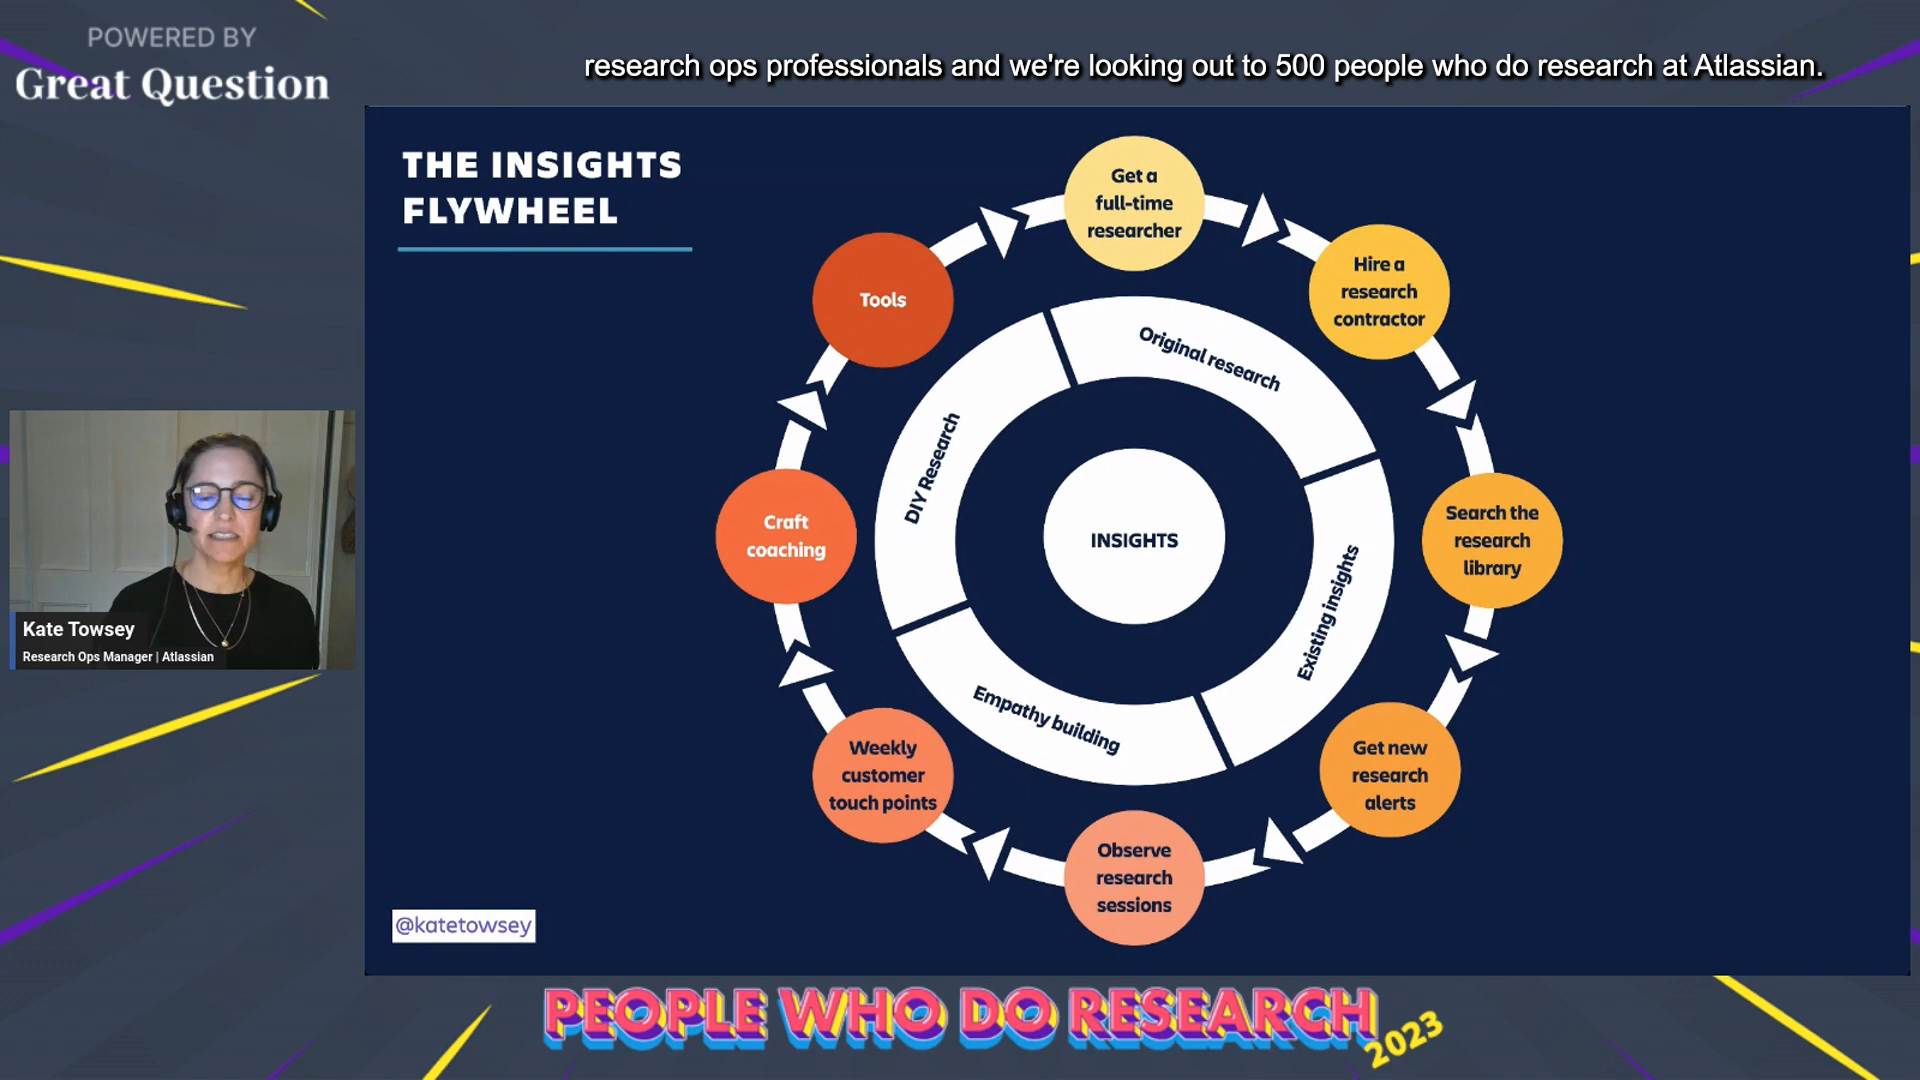 POWERED BY
Great Question
research ops professionals and we're looking out to 500 people who do research at Atlassian.
THE INSIGHTS
FLYWHEEL
Get a
full-time
researcher
Hire a
research
contractor
Search the
research
library
Get new
research
alerts
Observe
research
sessions
Weekly
customer
touch points
Craft
coaching
Tools
Original research
Existing insights
Empathy building
DIY Research
INSIGHTS
Kate Towsey
Research Ops Manager | Atlassian
@katetowsey
PEOPLE WHO DO RESEARCH
2023